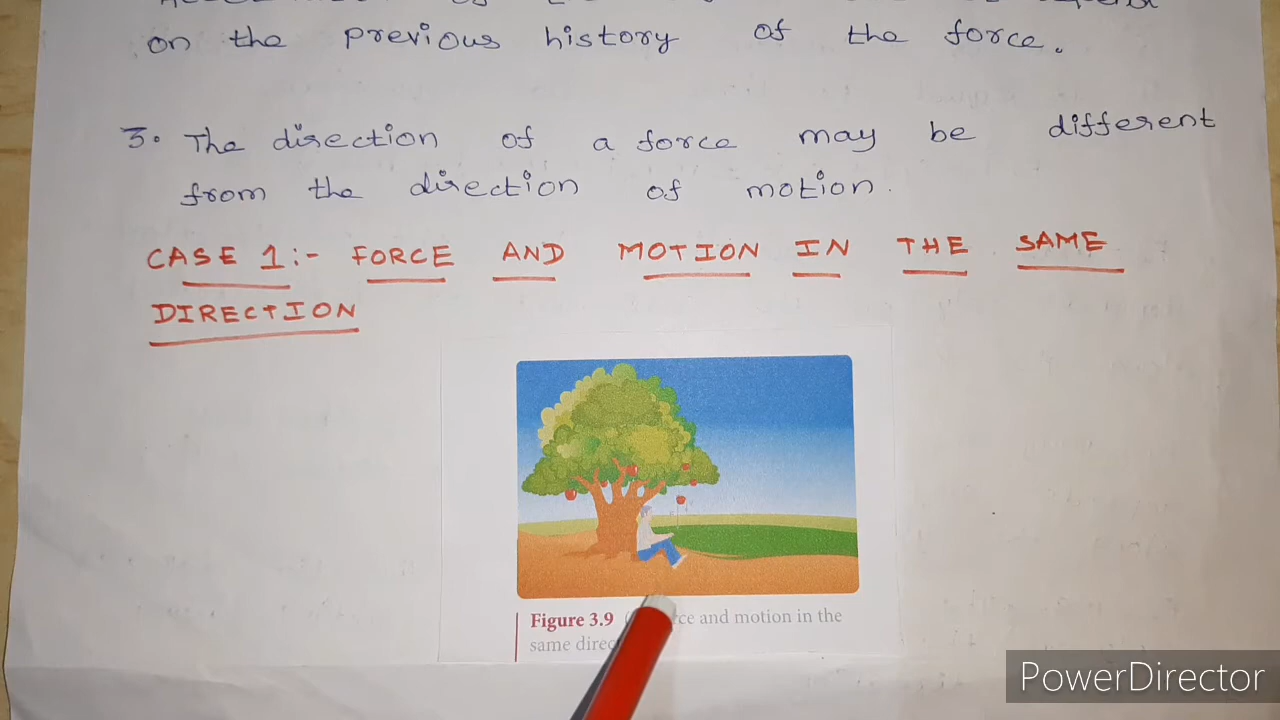 on the previous history of the force.
3. The direction of a force may be different
from the direction of motion.
CASE 1:- FORCE AND MOTION IN THE SAME
DIRECTION
Figure 3.9 and motion in the
same
PowerDirector